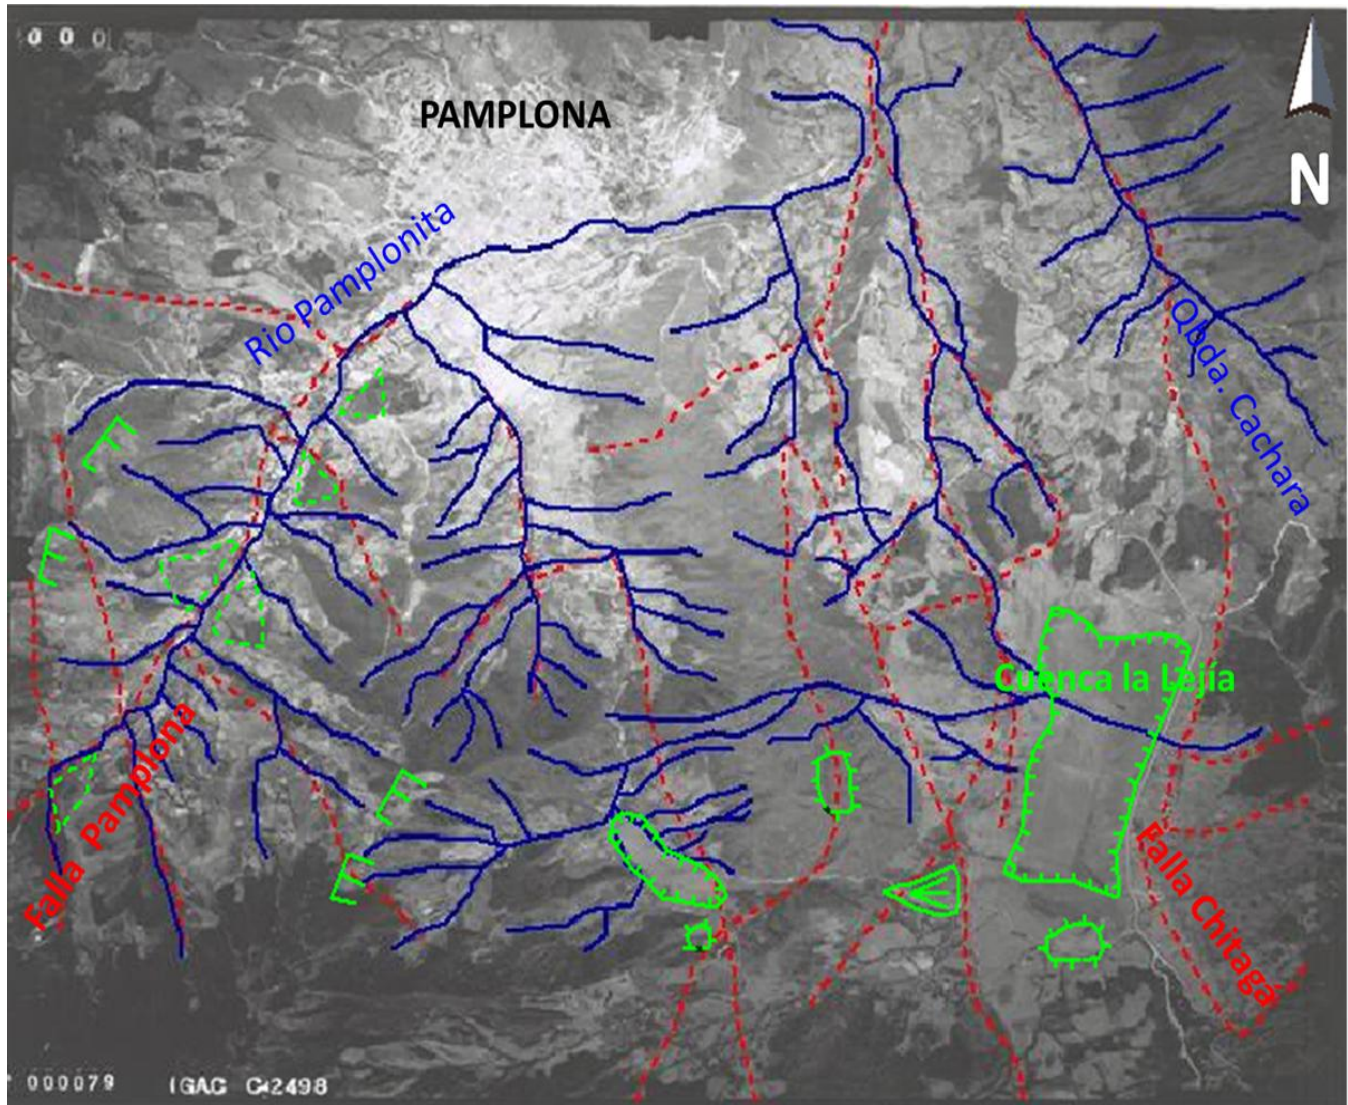 0 0 0
PAMPLONA
N
Rio Pamplonita
Qbda. Cachara
Cuenca la Lejía
Falla Pamplona
Falla Chitagá
000079 IGAC C-2498